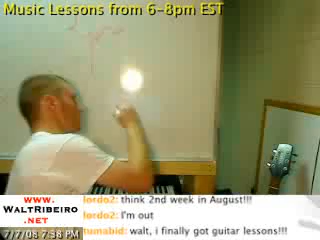 Music Lessons from 6-8pm EST
www.
WaltRibeiro
.NET
7/7/08 7:38 PM
lordo2: think 2nd week in August!!!
lordo2: I'm out
tumabid: walt, i finally got guitar lessons!!!